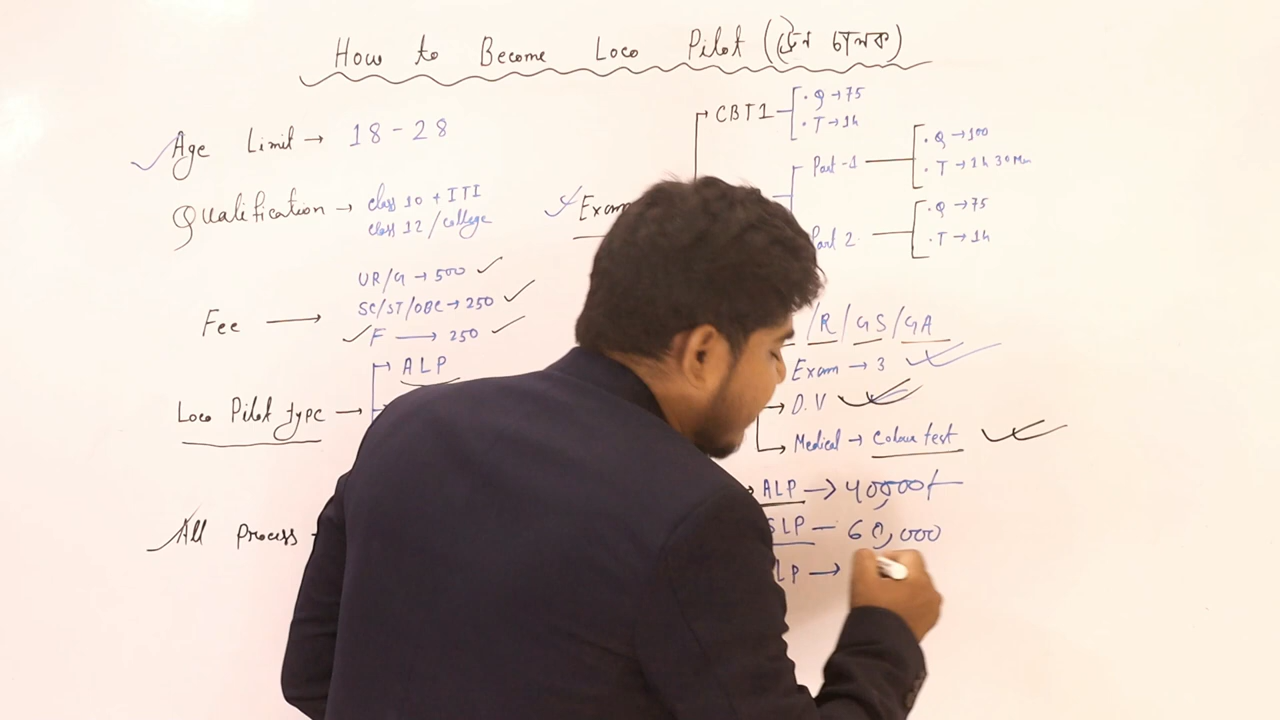 How to Become Loco Pilot (ট্রেন চালক)
Age Limit → 18 - 28
Qualification → class 10 + ITI
class 12 / college
Fee → UR/G → 500 ✓
SC/ST/OBC → 250 ✓
✓ F → 250 ✓
Loco Pilot type → ALP
All process
Exam
CBT 1
• Q → 75
• T → 1h
Part - 1
• Q → 100
• T → 1h 30 Min
Part 2
• Q → 75
• T → 1h
/R/GS/GA
Exam → 3
→ D.V
→ Medical → Colour test
ALP → 40,000/-
SLP - 60,000
LP →